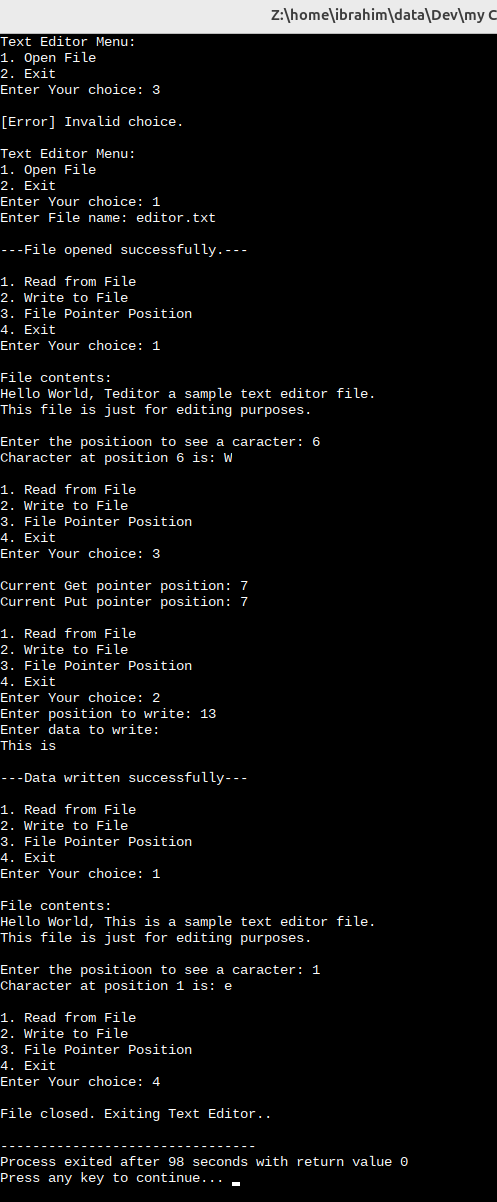 Z:\home\ibrahim\data\Dev\my C
Text Editor Menu:
1. Open File
2. Exit
Enter Your choice: 3
[Error] Invalid choice.
Text Editor Menu:
1. Open File
2. Exit
Enter Your choice: 1
Enter File name: editor.txt
---File opened successfully.---
1. Read from File
2. Write to File
3. File Pointer Position
4. Exit
Enter Your choice: 1
File contents:
Hello World, Teditor a sample text editor file.
This file is just for editing purposes.
Enter the positioon to see a caracter: 6
Character at position 6 is: W
1. Read from File
2. Write to File
3. File Pointer Position
4. Exit
Enter Your choice: 3
Current Get pointer position: 7
Current Put pointer position: 7
1. Read from File
2. Write to File
3. File Pointer Position
4. Exit
Enter Your choice: 2
Enter position to write: 13
Enter data to write:
This is
---Data written successfully---
1. Read from File
2. Write to File
3. File Pointer Position
4. Exit
Enter Your choice: 1
File contents:
Hello World, This is a sample text editor file.
This file is just for editing purposes.
Enter the positioon to see a caracter: 1
Character at position 1 is: e
1. Read from File
2. Write to File
3. File Pointer Position
4. Exit
Enter Your choice: 4
File closed. Exiting Text Editor..
--------------------------------
Process exited after 98 seconds with return value 0
Press any key to continue...